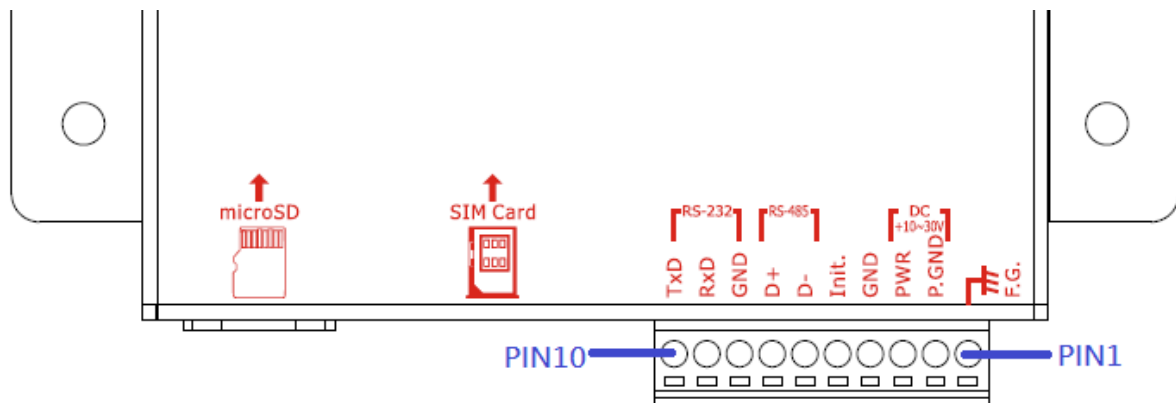 microSD
SIM Card
RS-232
RS-485
DC
+10~30V
TxD
RxD
GND
D+
D-
Init.
GND
PWR
P.GND
F.G.
PIN10
PIN1